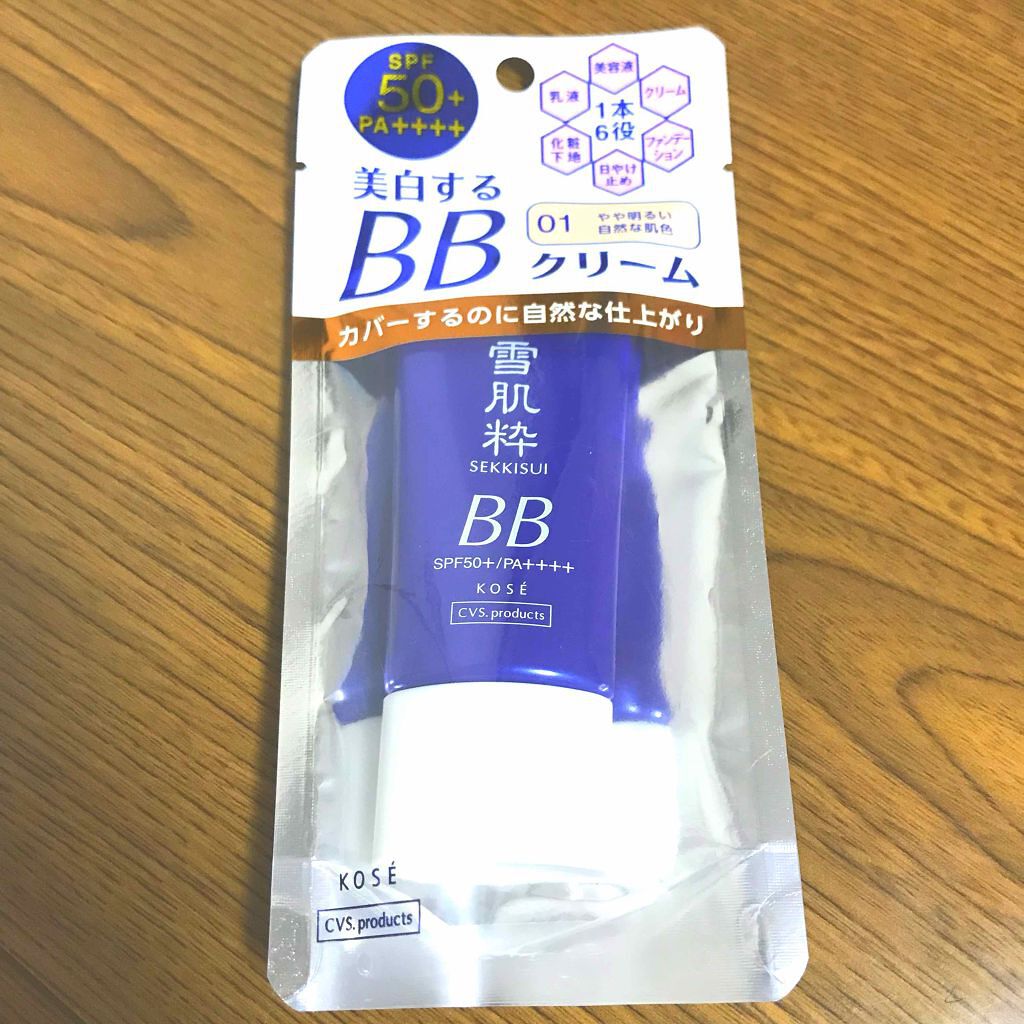 SPF
50+
PA++++
美容液
乳液
クリーム
1本
6役
化粧
下地
ファンデー
ション
日やけ
止め
美白する
BB
クリーム
01
やや明るい
自然な肌色
カバーするのに自然な仕上がり
雪肌粋
SEKKISUI
BB
SPF50+/PA++++
KOSÉ
CVS. products
KOSÉ
CVS. products